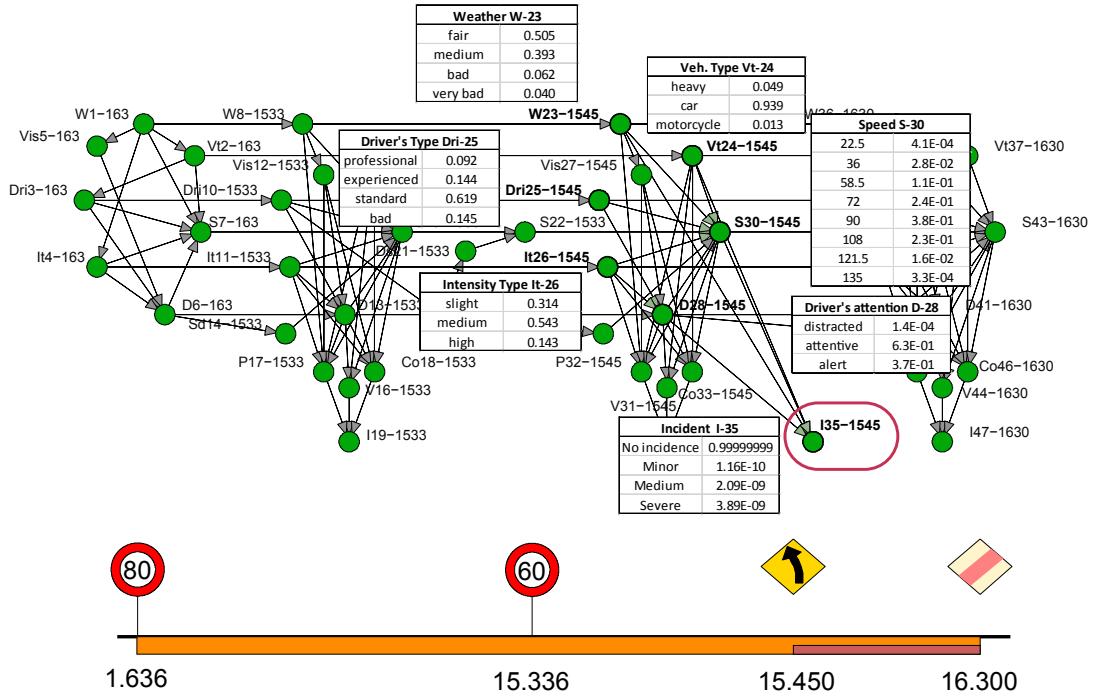 Weather W-23
fair 0.505
medium 0.393
bad 0.062
very bad 0.040
Veh. Type Vt-24
heavy 0.049
car 0.939
motorcycle 0.013
W1−163
W8−1533
W23−1545
Speed S-30
22.5 4.1E-04
36 2.8E-02
58.5 1.1E-01
72 2.4E-01
90 3.8E-01
108 2.3E-01
121.5 1.6E-02
135 3.3E-04
Vis5−163
Vt2−163
Vis12−1533
Driver's Type Dri-25
professional 0.092
experienced 0.144
standard 0.619
bad 0.145
Vis27−1545
Vt24−1545
Vt37−1630
Dri3−163
Dri10−1533
Dri25−1545
S7−163
S22−1533
S30−1545
S43−1630
It4−163
It11−1533
It26−1545
Intensity Type It-26
slight 0.314
medium 0.543
high 0.143
D6−163
Sd14−1533
D13−1533
D28−1545
D41−1630
Driver's attention D-28
distracted 1.4E-04
attentive 6.3E-01
alert 3.7E-01
P17−1533
Co18−1533
P32−1545
Co46−1630
V16−1533
V31−1545
Co33−1545
V44−1630
I19−1533
I35−1545
I47−1630
Incident I-35
No incidence 0.99999999
Minor 1.16E-10
Medium 2.09E-09
Severe 3.89E-09
80
60
1.636
15.336
15.450
16.300